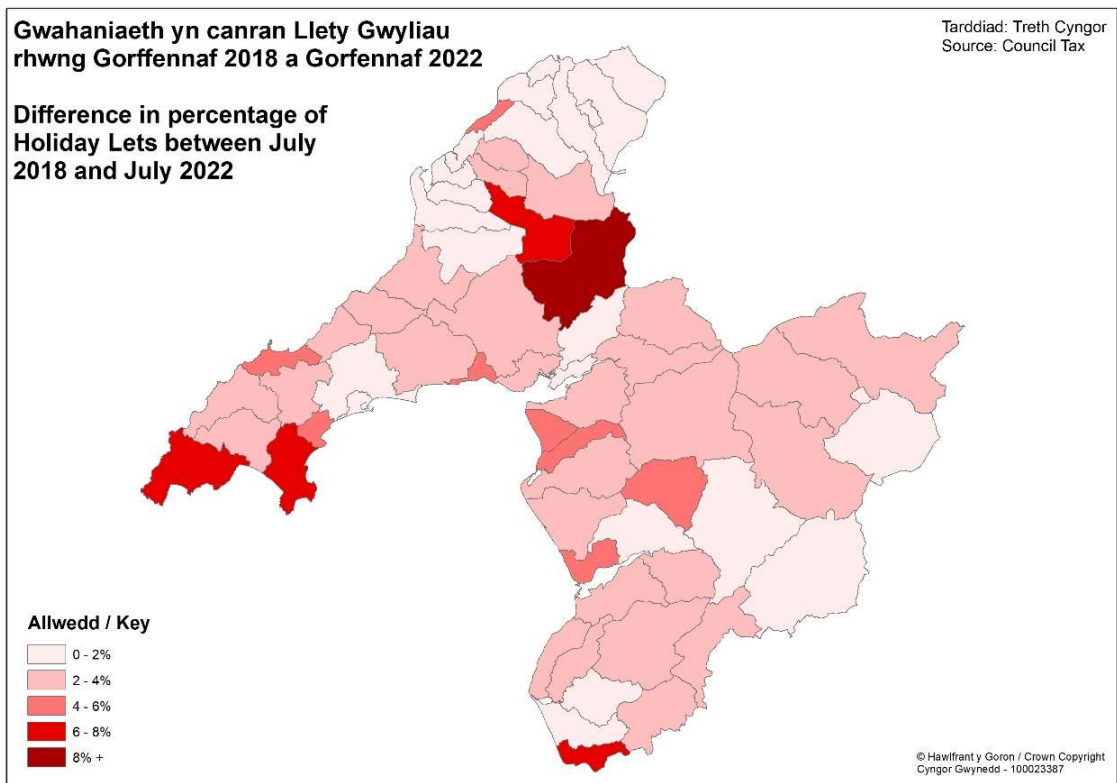 Gwahaniaeth yn canran Llety Gwyliau
rhwng Gorffennaf 2018 a Gorfennaf 2022
Difference in percentage of
Holiday Lets between July
2018 and July 2022
Tarddiad: Treth Cyngor
Source: Council Tax
Allwedd / Key
0 - 2%
2 - 4%
4 - 6%
6 - 8%
8% +
© Hawlfrant y Goron / Crown Copyright
Cyngor Gwynedd - 100023387